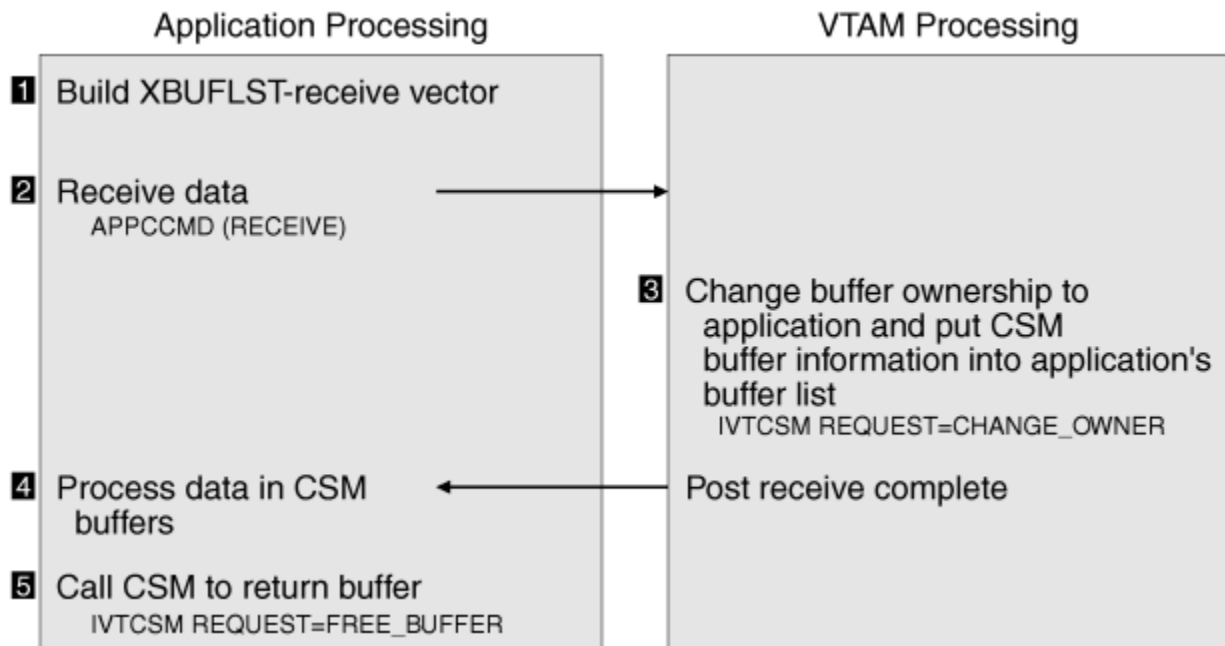 Application Processing
VTAM Processing
1 Build XBUFLST-receive vector
2 Receive data
APPCCMD (RECEIVE)
3 Change buffer ownership to
application and put CSM
buffer information into application's
buffer list
IVTCSM REQUEST=CHANGE_OWNER
4 Process data in CSM
buffers
Post receive complete
5 Call CSM to return buffer
IVTCSM REQUEST=FREE_BUFFER